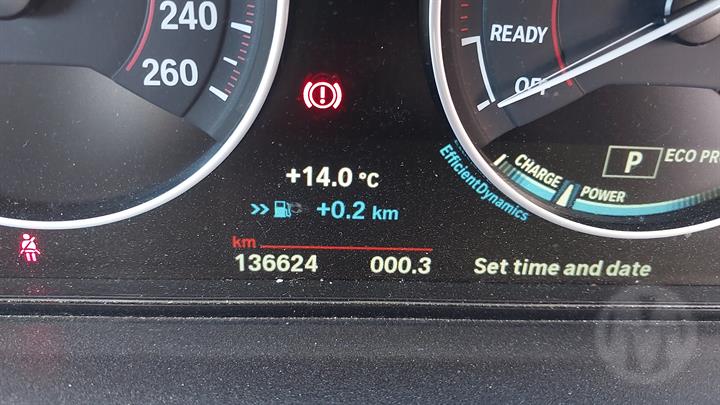 240
260
READY
OFF
+14.0 °C
>> +0.2 km
km
136624 000.3
Set time and date
P
ECO PR
CHARGE
POWER
EfficientDynamics